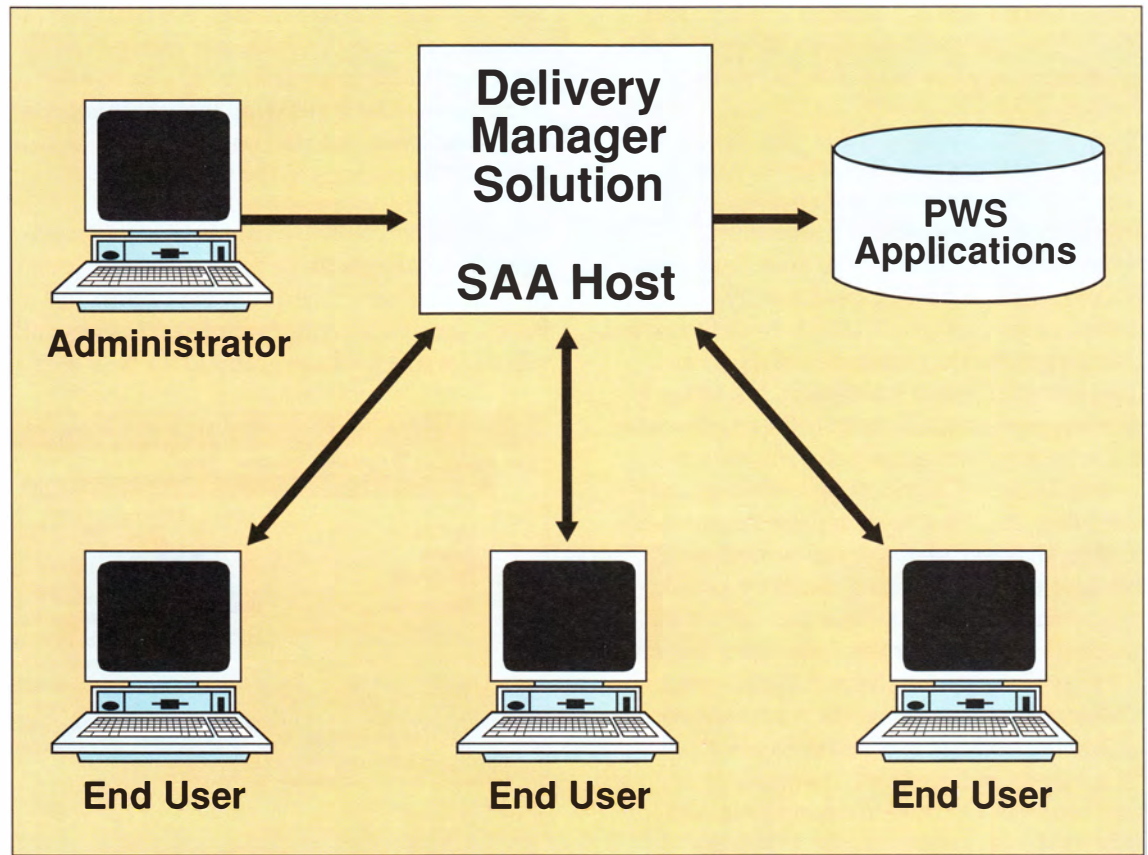 Delivery
Manager
Solution
SAA Host
PWS
Applications
Administrator
End User
End User
End User